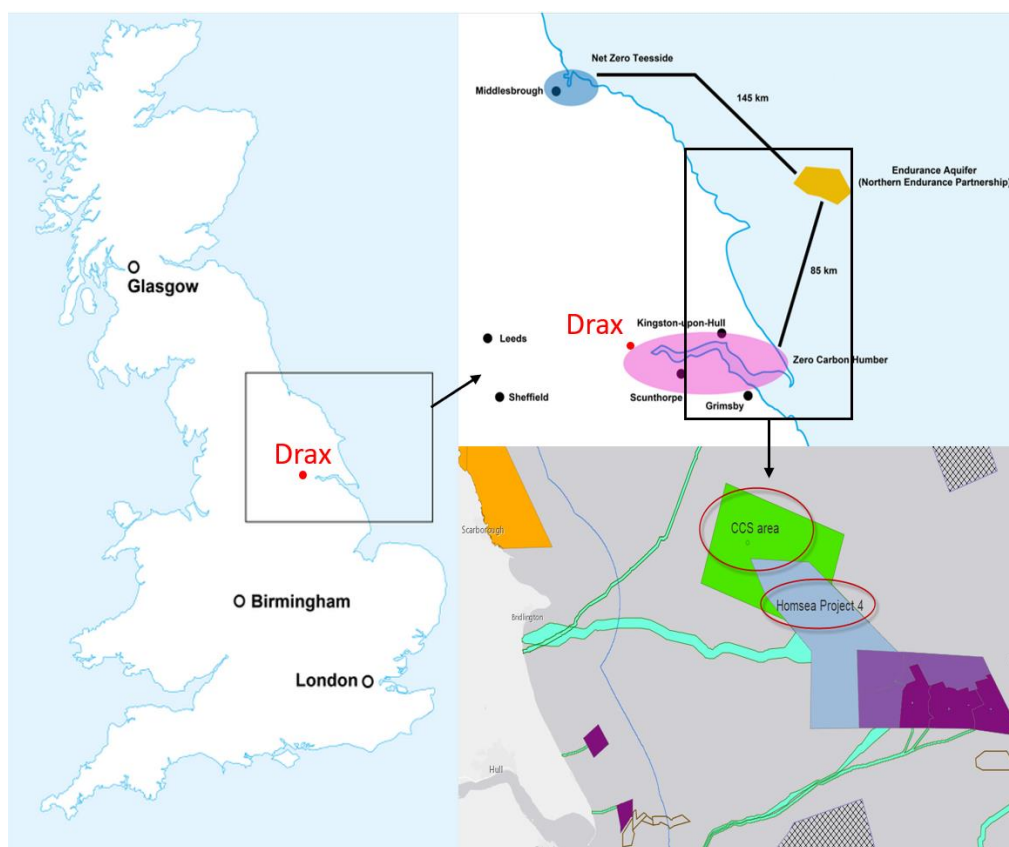 Glasgow
Drax
Birmingham
London
Net Zero Teesside
Middlesbrough
145 km
Endurance Aquifer
(Northern Endurance Partnership)
85 km
Drax
Kingston-upon-Hull
Leeds
Zero Carbon Humber
Sheffield
Scunthorpe
Grimsby
Scarborough
CCS area
Bridlington
Homsea Project 4
Hull